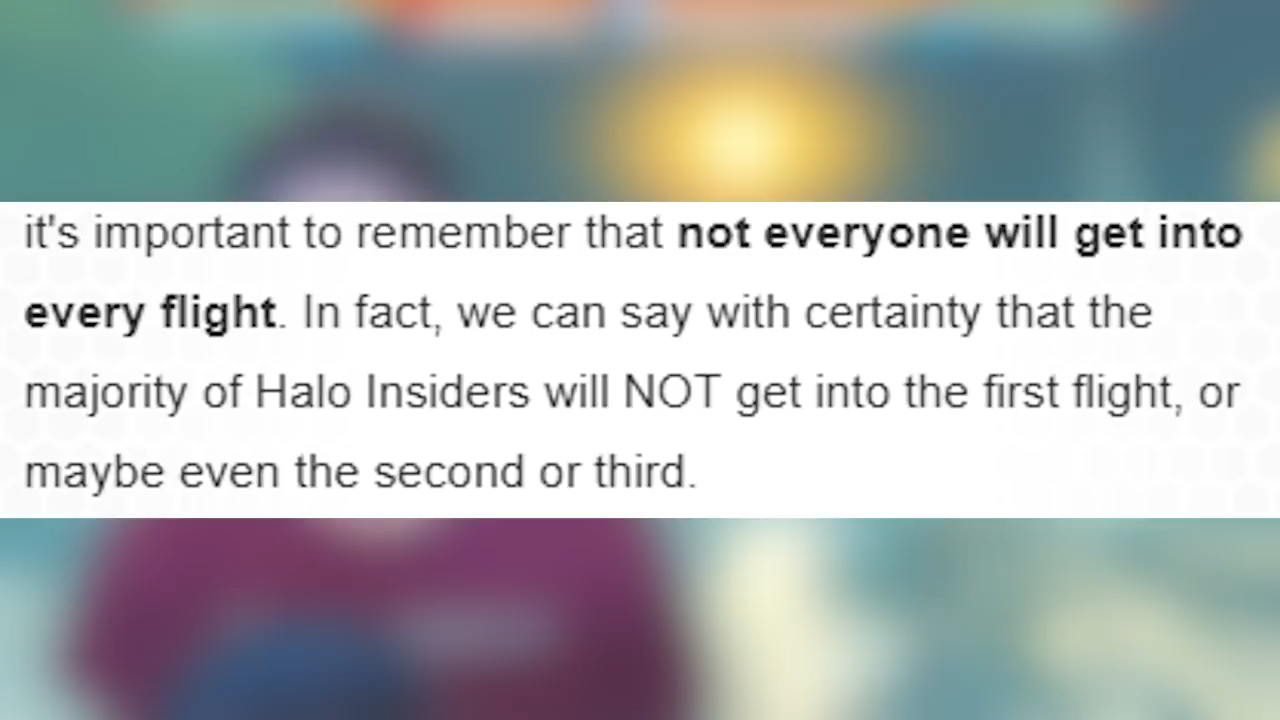 it's important to remember that not everyone will get into
every flight. In fact, we can say with certainty that the
majority of Halo Insiders will NOT get into the first flight, or
maybe even the second or third.